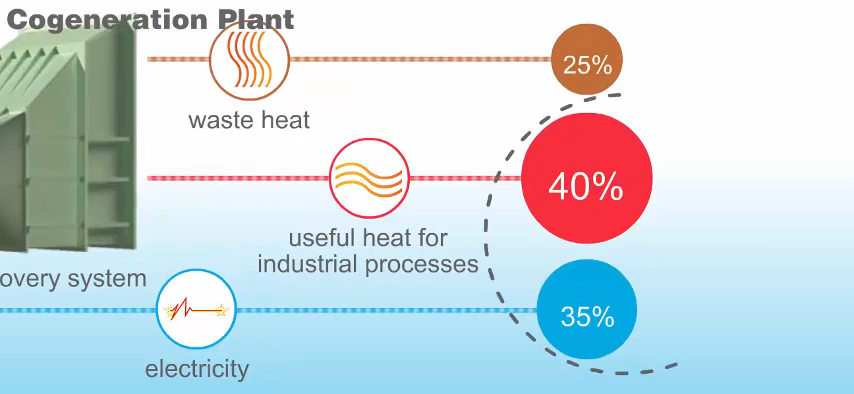 Cogeneration Plant
25%
waste heat
40%
useful heat for
industrial processes
overy system
35%
electricity